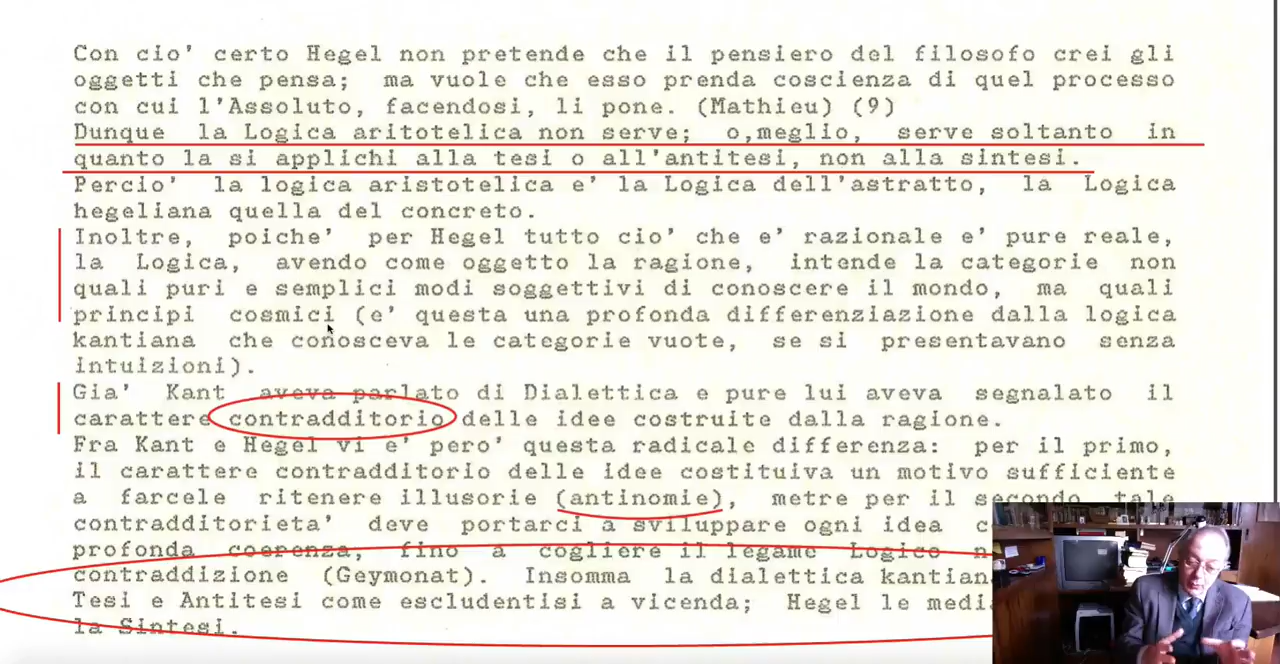 Con cio' certo Hegel non pretende che il pensiero del filosofo crei gli
oggetti che pensa; ma vuole che esso prenda coscienza di quel processo
con cui l'Assoluto, facendosi, li pone. (Mathieu) (9)
Dunque la Logica aritotelica non serve; o,meglio, serve soltanto in
quanto la si applichi alla tesi o all'antitesi, non alla sintesi.
Percio' la logica aristotelica e' la Logica dell'astratto, la Logica
hegeliana quella del concreto.
Inoltre, poiche' per Hegel tutto cio' che e' razionale e' pure reale,
la Logica, avendo come oggetto la ragione, intende la categorie non
quali puri e semplici modi soggettivi di conoscere il mondo, ma quali
principi cosmici (e' questa una profonda differenziazione dalla logica
kantiana che conosceva le categorie vuote, se si presentavano senza
intuizioni).
Gia' Kant aveva parlato di Dialettica e pure lui aveva segnalato il
carattere contradditorio delle idee costruite dalla ragione.
Fra Kant e Hegel vi e' pero' questa radicale differenza: per il primo,
il carattere contradditorio delle idee costituiva un motivo sufficiente
a farcele ritenere illusorie (antinomie), metre per il secondo tale
contradditorieta' deve portarci a sviluppare ogni idea
profonda coerenza, fino a cogliere il legame Logico
contraddizione (Geymonat). Insomma la dialettica kantian
Tesi e Antitesi come escludentisi a vicenda; Hegel le medi
la Sintesi.